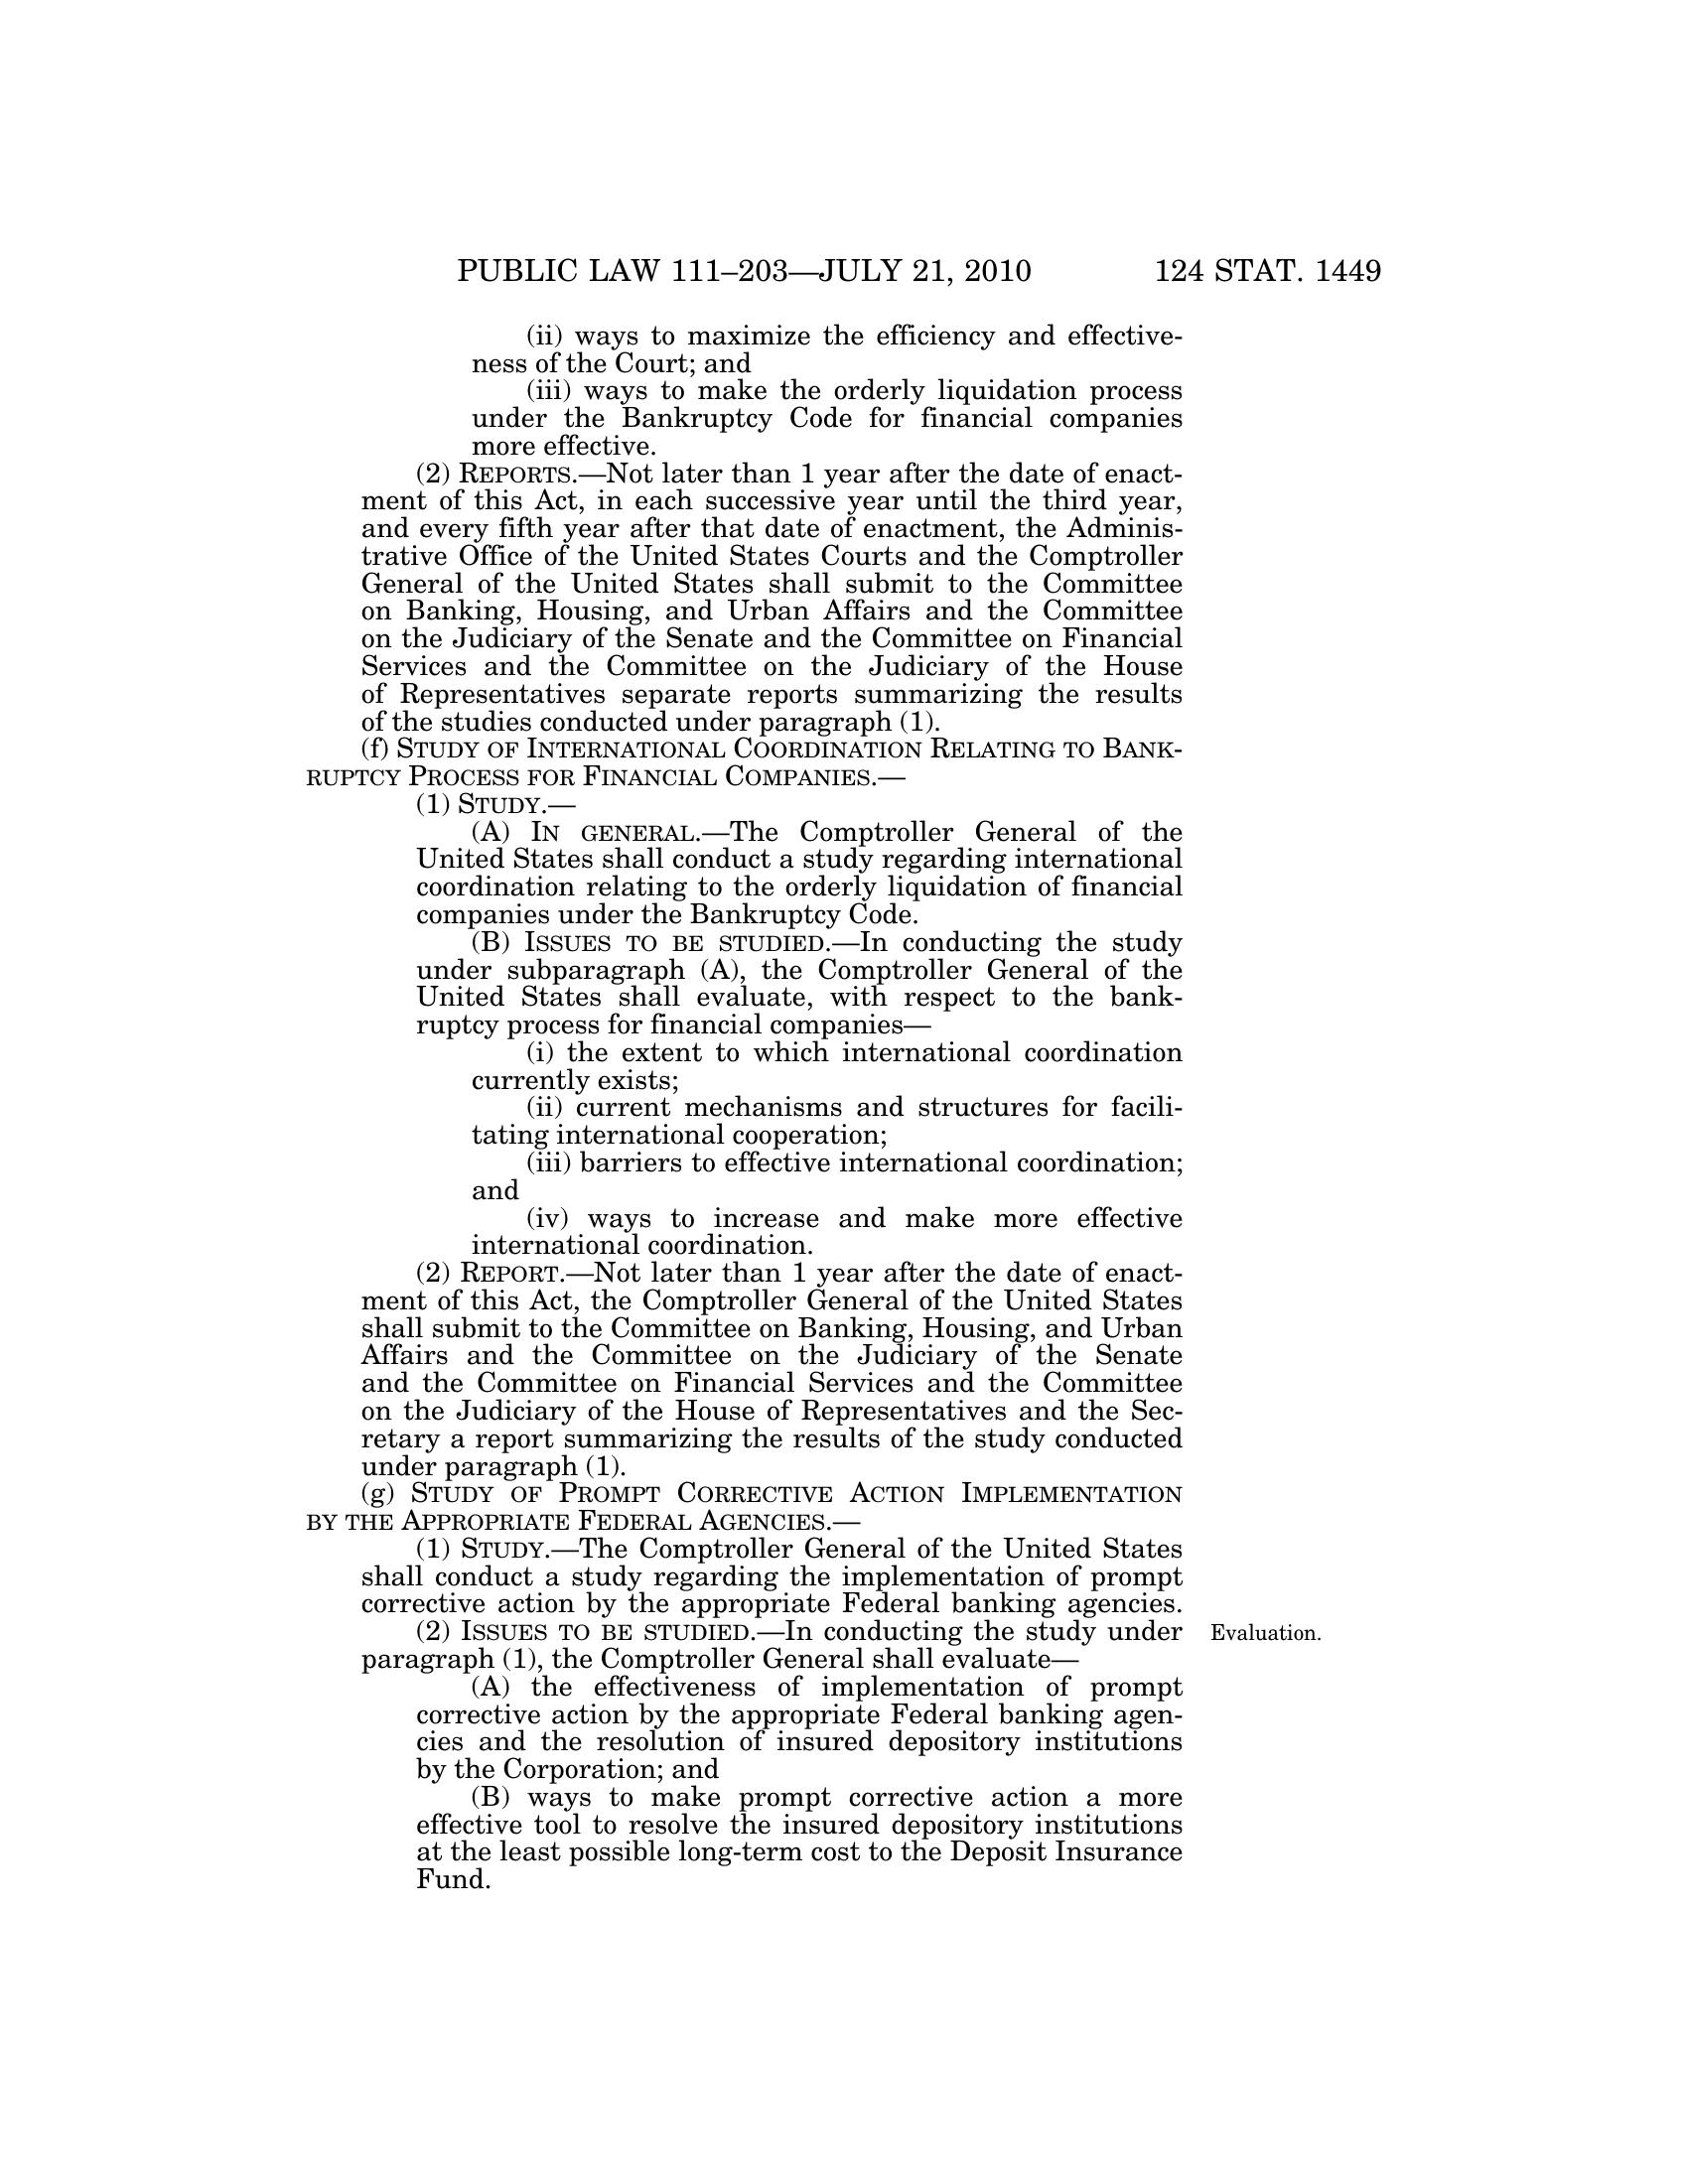 PUBLIC LAW 111–203—JULY 21, 2010 124 STAT. 1449
(ii) ways to maximize the efficiency and effective-
ness of the Court; and
(iii) ways to make the orderly liquidation process
under the Bankruptcy Code for financial companies
more effective.
(2) REPORTS.—Not later than 1 year after the date of enact-
ment of this Act, in each successive year until the third year,
and every fifth year after that date of enactment, the Adminis-
trative Office of the United States Courts and the Comptroller
General of the United States shall submit to the Committee
on Banking, Housing, and Urban Affairs and the Committee
on the Judiciary of the Senate and the Committee on Financial
Services and the Committee on the Judiciary of the House
of Representatives separate reports summarizing the results
of the studies conducted under paragraph (1).
(f) STUDY OF INTERNATIONAL COORDINATION RELATING TO BANK-
RUPTCY PROCESS FOR FINANCIAL COMPANIES.—
(1) STUDY.—
(A) IN GENERAL.—The Comptroller General of the
United States shall conduct a study regarding international
coordination relating to the orderly liquidation of financial
companies under the Bankruptcy Code.
(B) ISSUES TO BE STUDIED.—In conducting the study
under subparagraph (A), the Comptroller General of the
United States shall evaluate, with respect to the bank-
ruptcy process for financial companies—
(i) the extent to which international coordination
currently exists;
(ii) current mechanisms and structures for facili-
tating international cooperation;
(iii) barriers to effective international coordination;
and
(iv) ways to increase and make more effective
international coordination.
(2) REPORT.—Not later than 1 year after the date of enact-
ment of this Act, the Comptroller General of the United States
shall submit to the Committee on Banking, Housing, and Urban
Affairs and the Committee on the Judiciary of the Senate
and the Committee on Financial Services and the Committee
on the Judiciary of the House of Representatives and the Sec-
retary a report summarizing the results of the study conducted
under paragraph (1).
(g) STUDY OF PROMPT CORRECTIVE ACTION IMPLEMENTATION
BY THE APPROPRIATE FEDERAL AGENCIES.—
(1) STUDY.—The Comptroller General of the United States
shall conduct a study regarding the implementation of prompt
corrective action by the appropriate Federal banking agencies.
(2) ISSUES TO BE STUDIED.—In conducting the study under Evaluation.
paragraph (1), the Comptroller General shall evaluate—
(A) the effectiveness of implementation of prompt
corrective action by the appropriate Federal banking agen-
cies and the resolution of insured depository institutions
by the Corporation; and
(B) ways to make prompt corrective action a more
effective tool to resolve the insured depository institutions
at the least possible long-term cost to the Deposit Insurance
Fund.